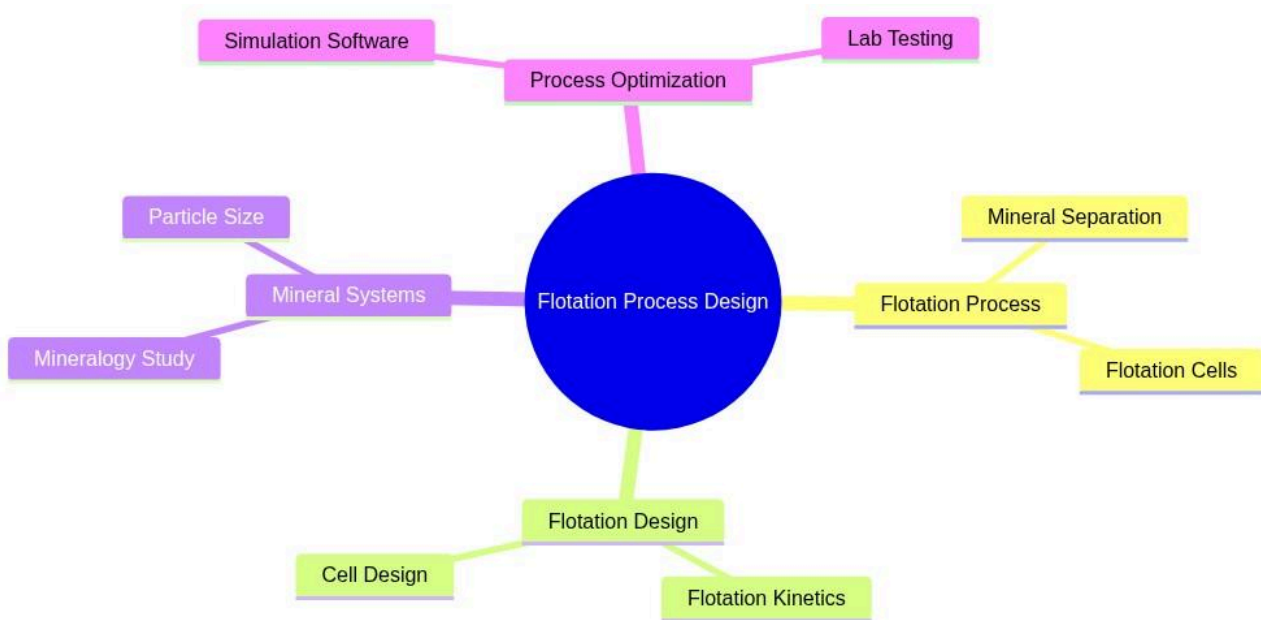 Simulation Software
Lab Testing
Process Optimization
Particle Size
Mineral Separation
Mineral Systems
Flotation Process Design
Flotation Process
Mineralogy Study
Flotation Cells
Flotation Design
Cell Design
Flotation Kinetics